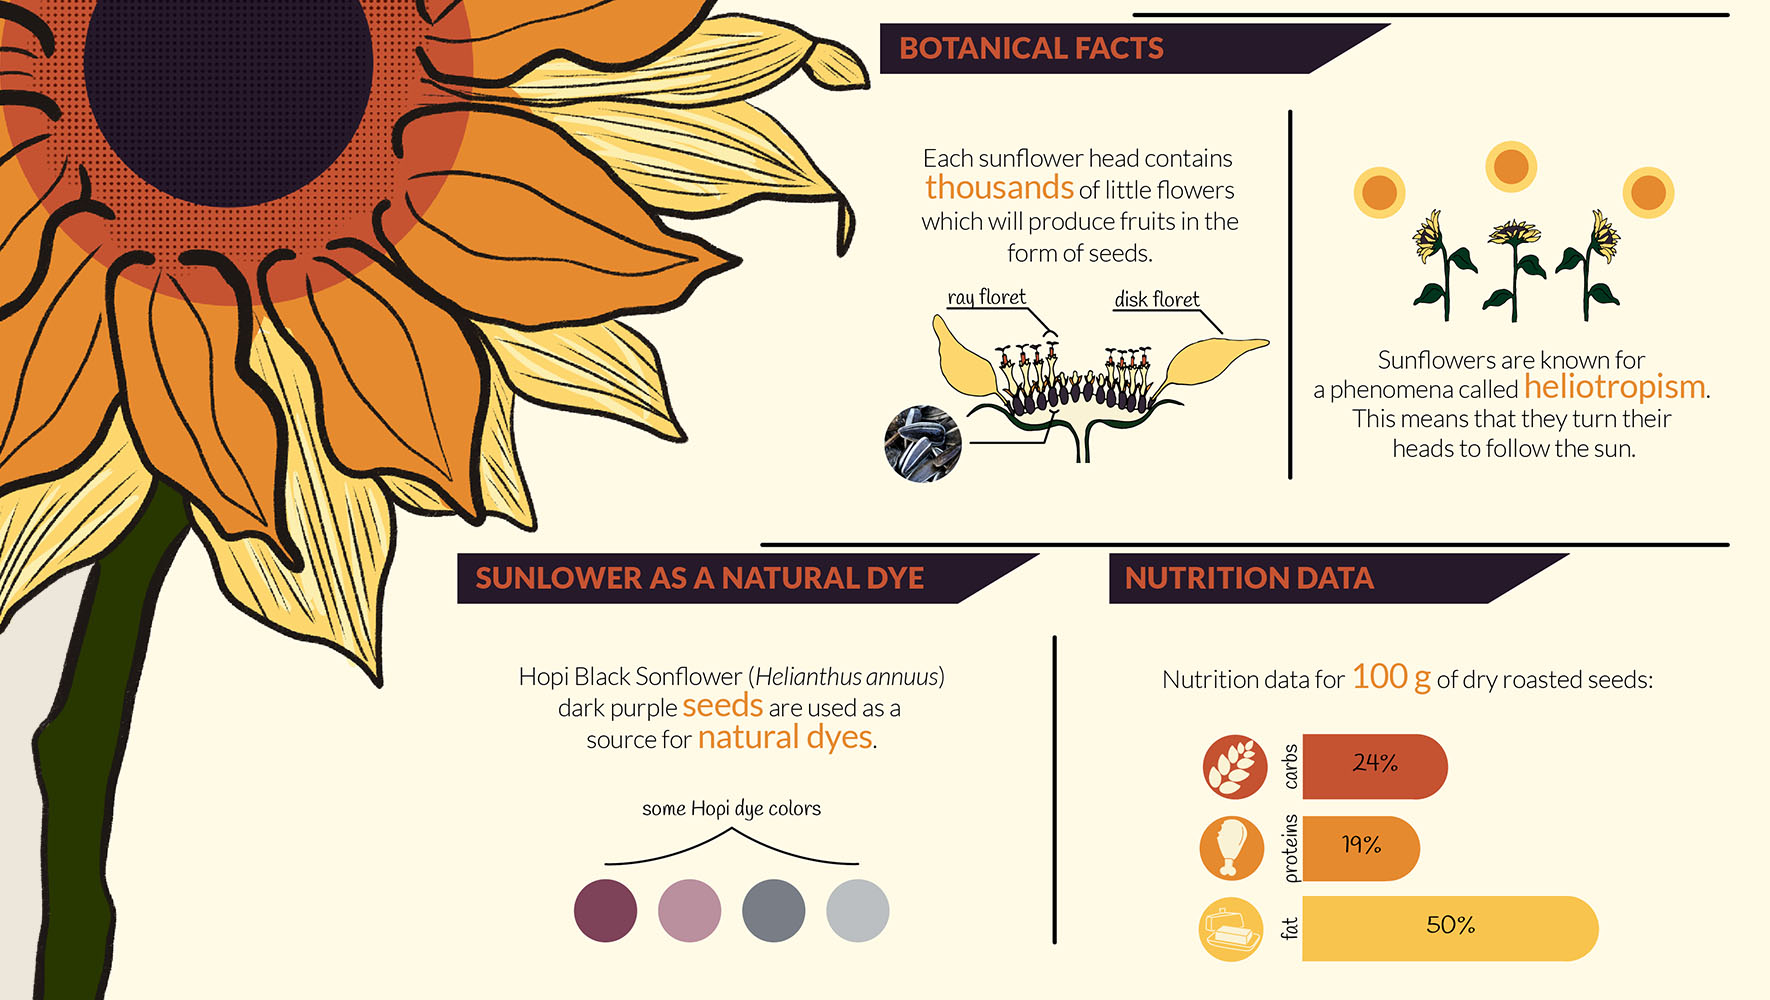 BOTANICAL FACTS
Each sunflower head contains
thousands of little flowers
which will produce fruits in the
form of seeds.
ray floret
disk floret
Sunflowers are known for
a phenomena called heliotropism.
This means that they turn their
heads to follow the sun.
SUNLOWER AS A NATURAL DYE
Hopi Black Sonflower (Helianthus annuus)
dark purple seeds are used as a
source for natural dyes.
some Hopi dye colors
NUTRITION DATA
Nutrition data for 100 g of dry roasted seeds:
carbs
24%
proteins
19%
fat
50%